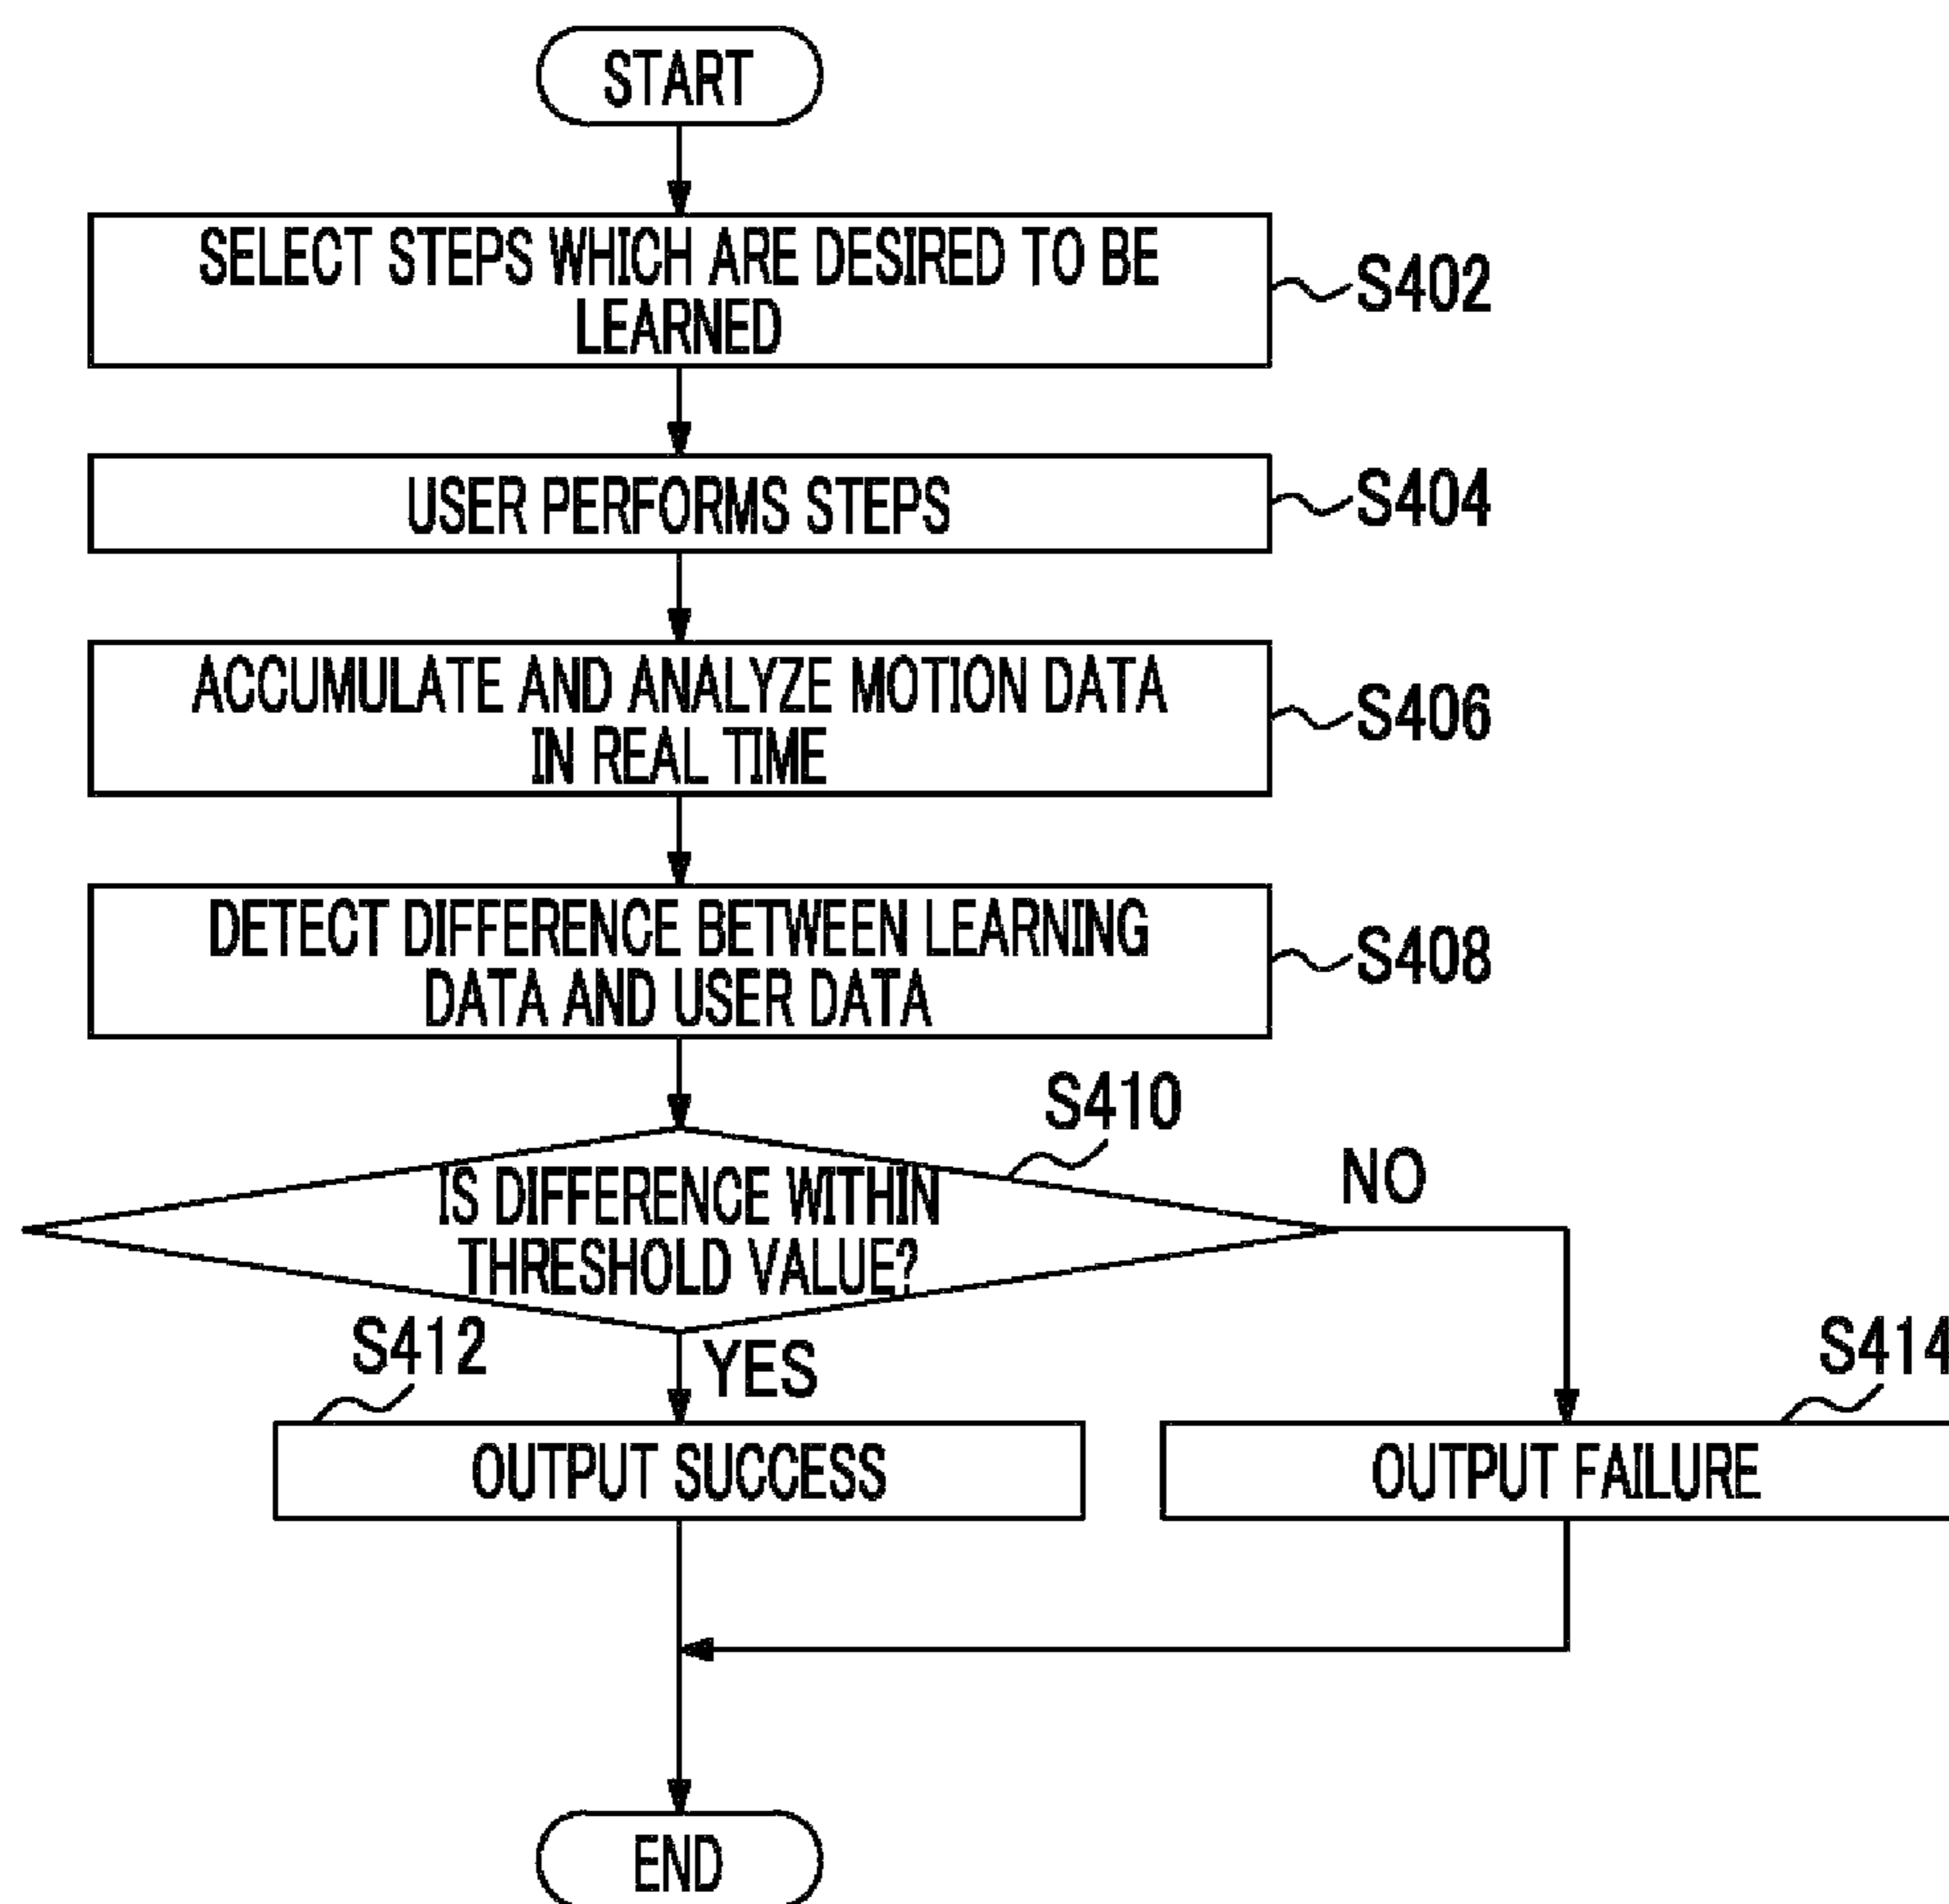 START
SELECT STEPS WHICH ARE DESIRED TO BE
LEARNED
S402
USER PERFORMS STEPS
S404
ACCUMULATE AND ANALYZE MOTION DATA
IN REAL TIME
S406
DETECT DIFFERENCE BETWEEN LEARNING
DATA AND USER DATA
S408
S410
IS DIFFERENCE WITHIN
THRESHOLD VALUE?
NO
YES
S412
OUTPUT SUCCESS
S414
OUTPUT FAILURE
END